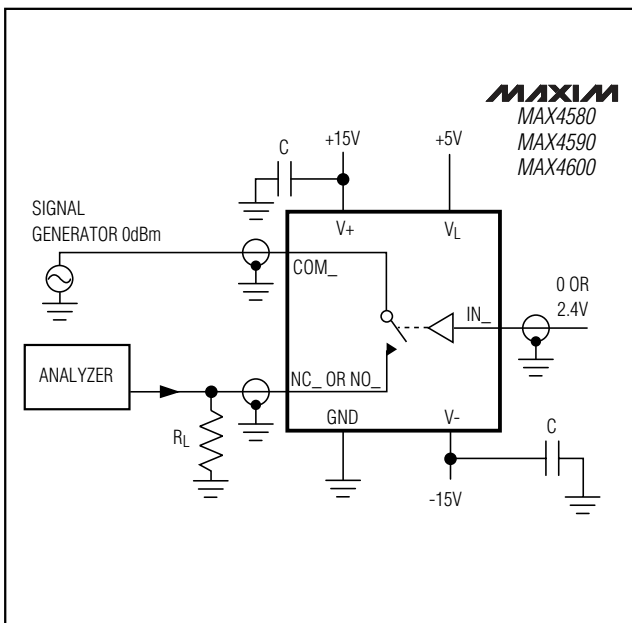 MAXIM
MAX4580
MAX4590
MAX4600
C
+15V
+5V
SIGNAL
GENERATOR 0dBm
V+
VL
COM_
0 OR
2.4V
IN_
ANALYZER
NC_ OR NO_
RL
GND
V-
C
-15V